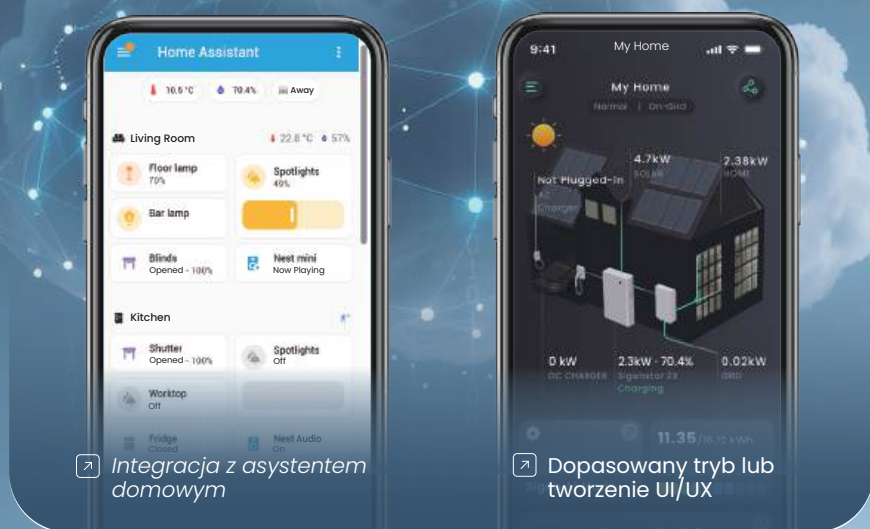 Home Assistant
70.4%
Away
Living Room
22.8 °C 57%
Floor lamp
70%
Spotlights
49%
Bar lamp
Blinds
Opened - 100%
Nest mini
Now Playing
Kitchen
Shutter
Opened - 100%
Spotlights
Off
Worktop
Off
Fridge
Closed
Nest Audio
On
Integracja z asystentem
domowym
9:41
My Home
My Home
Normal | On-Grid
4.7kW
SOLAR
2.38kW
HOME
Not Plugged-in
AC
Charger
0 kW
DC CHARGER
2.3kW - 70.4%
Charging
0.02kW
GRID
11.35
Dopasowany tryb lub
tworzenie UI/UX